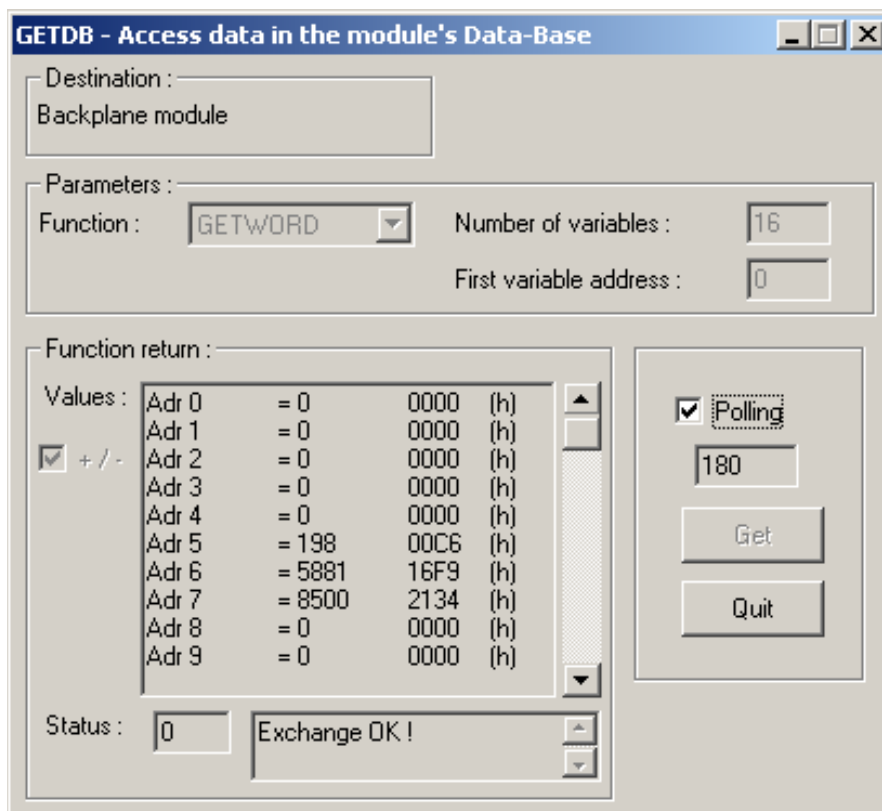 GETDB - Access data in the module's Data-Base
Destination :
Backplane module
Parameters :
Function : GETWORD Number of variables : 16
First variable address : 0
Function return :
Values :
+ / -
Adr 0 = 0 0000 (h)
Adr 1 = 0 0000 (h)
Adr 2 = 0 0000 (h)
Adr 3 = 0 0000 (h)
Adr 4 = 0 0000 (h)
Adr 5 = 198 00C6 (h)
Adr 6 = 5881 16F9 (h)
Adr 7 = 8500 2134 (h)
Adr 8 = 0 0000 (h)
Adr 9 = 0 0000 (h)
Status : 0 Exchange OK !
Polling
180
Get
Quit